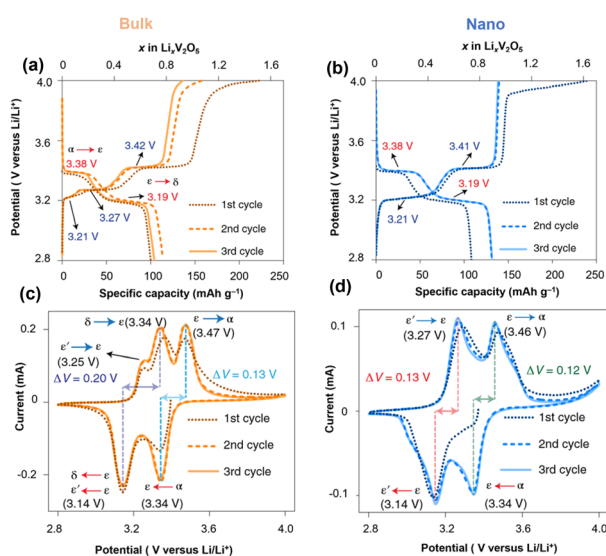 Bulk
x in LixV2O5
0 0.4 0.8 1.2 1.6
(a)
4.0
3.6
3.2
2.8
Potential ( V versus Li/Li⁺)
α → ε
3.38 V
3.42 V
ε → δ
3.19 V
3.27 V
3.21 V
1st cycle
2nd cycle
3rd cycle
0 50 100 150 200 250
Specific capacity (mAh g⁻¹)
Nano
x in LixV2O5
0 0.4 0.8 1.2 1.6
(b)
4.0
3.6
3.2
2.8
Potential ( V versus Li/Li⁺)
3.38 V
3.41 V
3.19 V
3.21 V
1st cycle
2nd cycle
3rd cycle
0 50 100 150 200 250
Specific capacity (mAh g⁻¹)
(c)
0.2
0
-0.2
Current (mA)
δ → ε (3.34 V)
ε → α
(3.47 V)
ε′ → ε
(3.25 V)
ΔV = 0.20 V
ΔV = 0.13 V
1st cycle
2nd cycle
3rd cycle
δ ← ε
ε′ ← ε
(3.14 V)
ε ← α
(3.34 V)
2.8 3.2 3.6 4.0
Potential ( V versus Li/Li⁺)
(d)
0.1
0
-0.1
Current (mA)
ε′ → ε
(3.27 V)
ε → α
(3.46 V)
ΔV = 0.13 V
ΔV = 0.12 V
1st cycle
2nd cycle
3rd cycle
ε′ ← ε
(3.14 V)
ε ← α
(3.34 V)
2.8 3.2 3.6 4.0
Potential ( V versus Li/Li⁺)